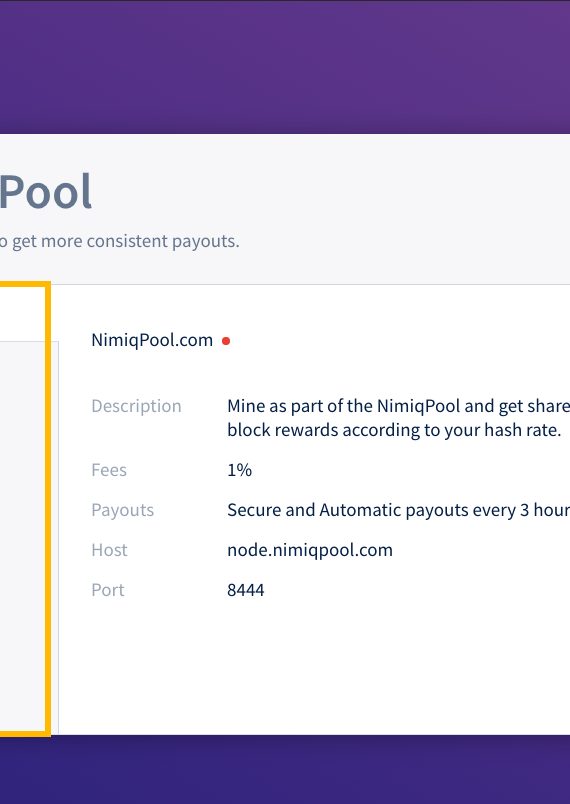 Pool
o get more consistent payouts.
NimiqPool.com
Description Mine as part of the NimiqPool and get share
block rewards according to your hash rate.
Fees 1%
Payouts Secure and Automatic payouts every 3 hour
Host node.nimiqpool.com
Port 8444